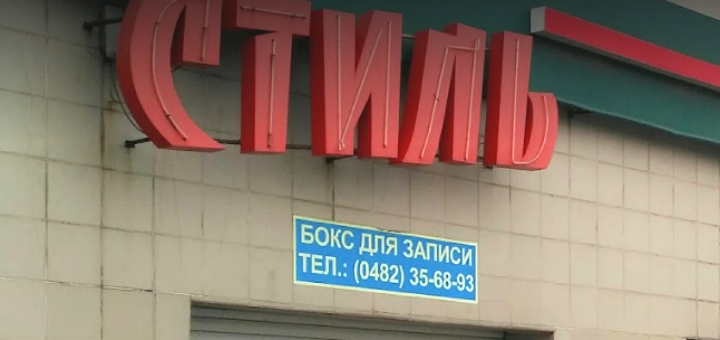 СТИЛЬ
БОКС ДЛЯ ЗАПИСИ
ТЕЛ.: (0482) 35-68-93